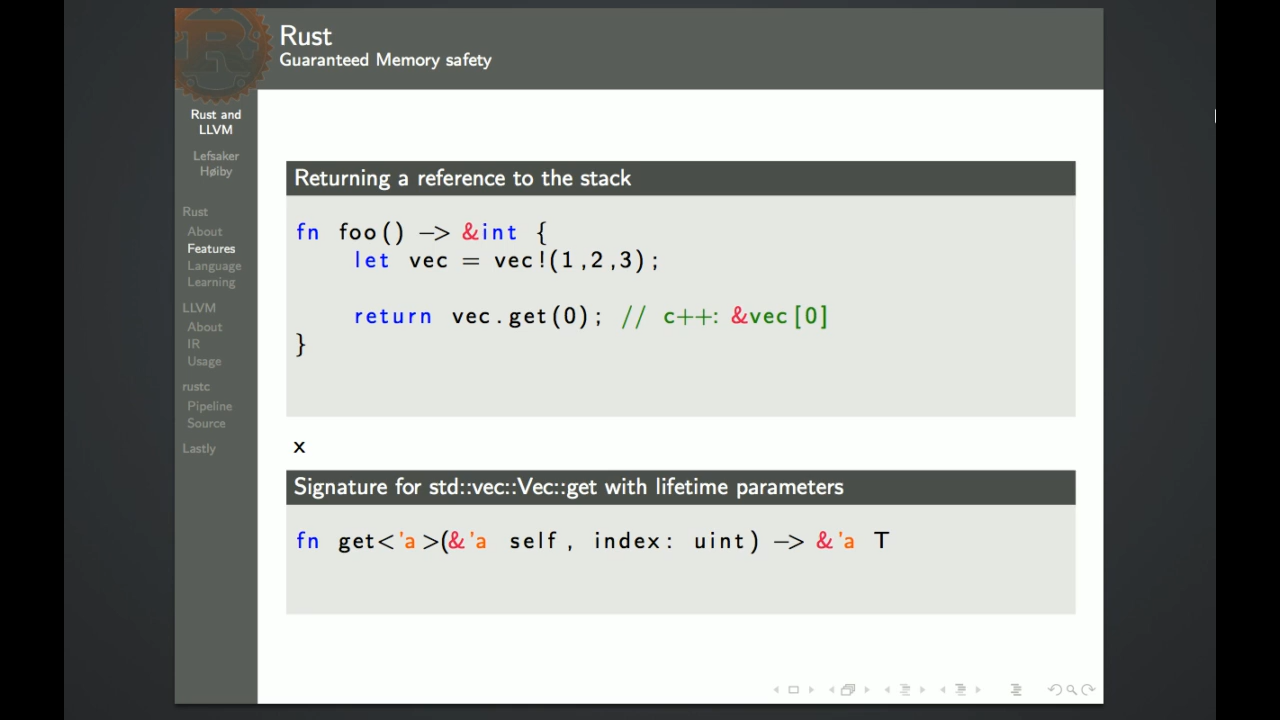 Rust
Guaranteed Memory safety
Rust and
LLVM
Lefsaker
Høiby
Rust
About
Features
Language
Learning
LLVM
About
IR
Usage
rustc
Pipeline
Source
Lastly
Returning a reference to the stack
fn foo() -> &int {
    let vec = vec!(1,2,3);
    return vec.get(0); // c++: &vec[0]
}
x
Signature for std::vec::Vec::get with lifetime parameters
fn get<'a>(&'a self, index: uint) -> &'a T